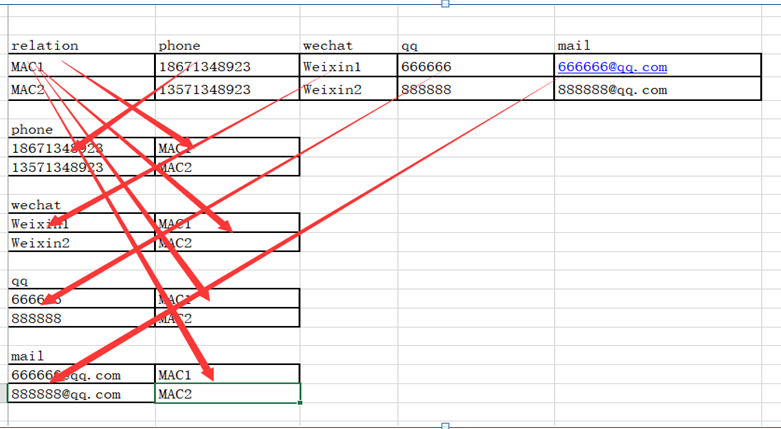 relation phone wechat qq mail
MAC1 18671348923 Weixin1 666666 666666@qq.com
MAC2 13571348923 Weixin2 888888 888888@qq.com
phone
18671348923 MAC1
13571348923 MAC2
wechat
Weixin1 MAC1
Weixin2 MAC2
qq
666666 MAC1
888888 MAC2
mail
666666@qq.com MAC1
888888@qq.com MAC2